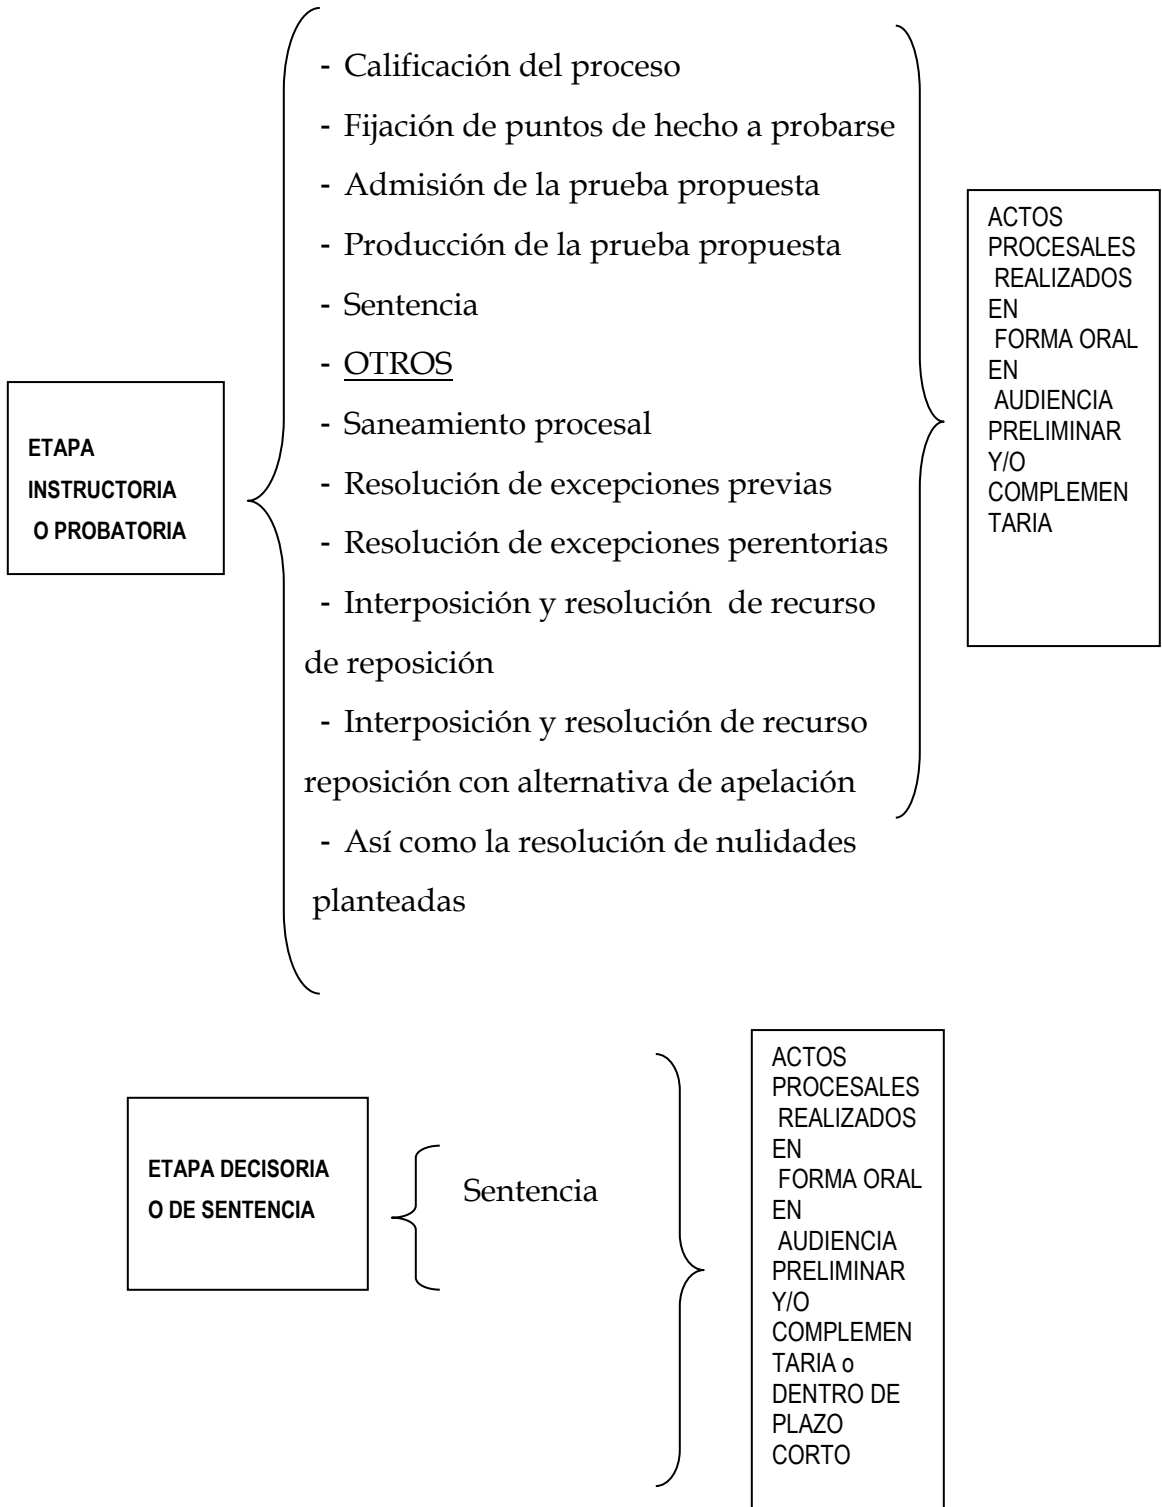 ETAPA
INSTRUCTORIA
O PROBATORIA
- Calificación del proceso
- Fijación de puntos de hecho a probarse
- Admisión de la prueba propuesta
- Producción de la prueba propuesta
- Sentencia
- OTROS
- Saneamiento procesal
- Resolución de excepciones previas
- Resolución de excepciones perentorias
- Interposición y resolución de recurso
de reposición
- Interposición y resolución de recurso
reposición con alternativa de apelación
- Así como la resolución de nulidades
planteadas
ACTOS
PROCESALES
REALIZADOS
EN
FORMA ORAL
EN
AUDIENCIA
PRELIMINAR
Y/O
COMPLEMEN
TARIA
ETAPA DECISORIA
O DE SENTENCIA
Sentencia
ACTOS
PROCESALES
REALIZADOS
EN
FORMA ORAL
EN
AUDIENCIA
PRELIMINAR
Y/O
COMPLEMEN
TARIA o
DENTRO DE
PLAZO
CORTO